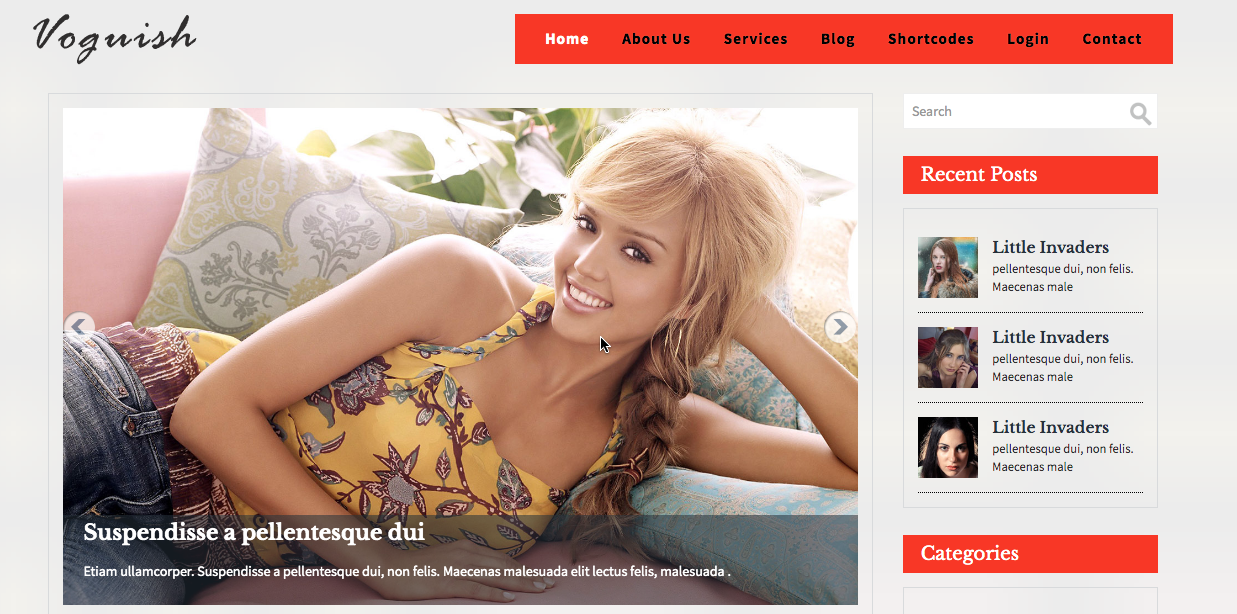 Voguish
Home About Us Services Blog Shortcodes Login Contact
Search
Recent Posts
Little Invaders
pellentesque dui, non felis.
Maecenas male
Little Invaders
pellentesque dui, non felis.
Maecenas male
Little Invaders
pellentesque dui, non felis.
Maecenas male
Suspendisse a pellentesque dui
Etiam ullamcorper. Suspendisse a pellentesque dui, non felis. Maecenas malesuada elit lectus felis, malesuada .
Categories